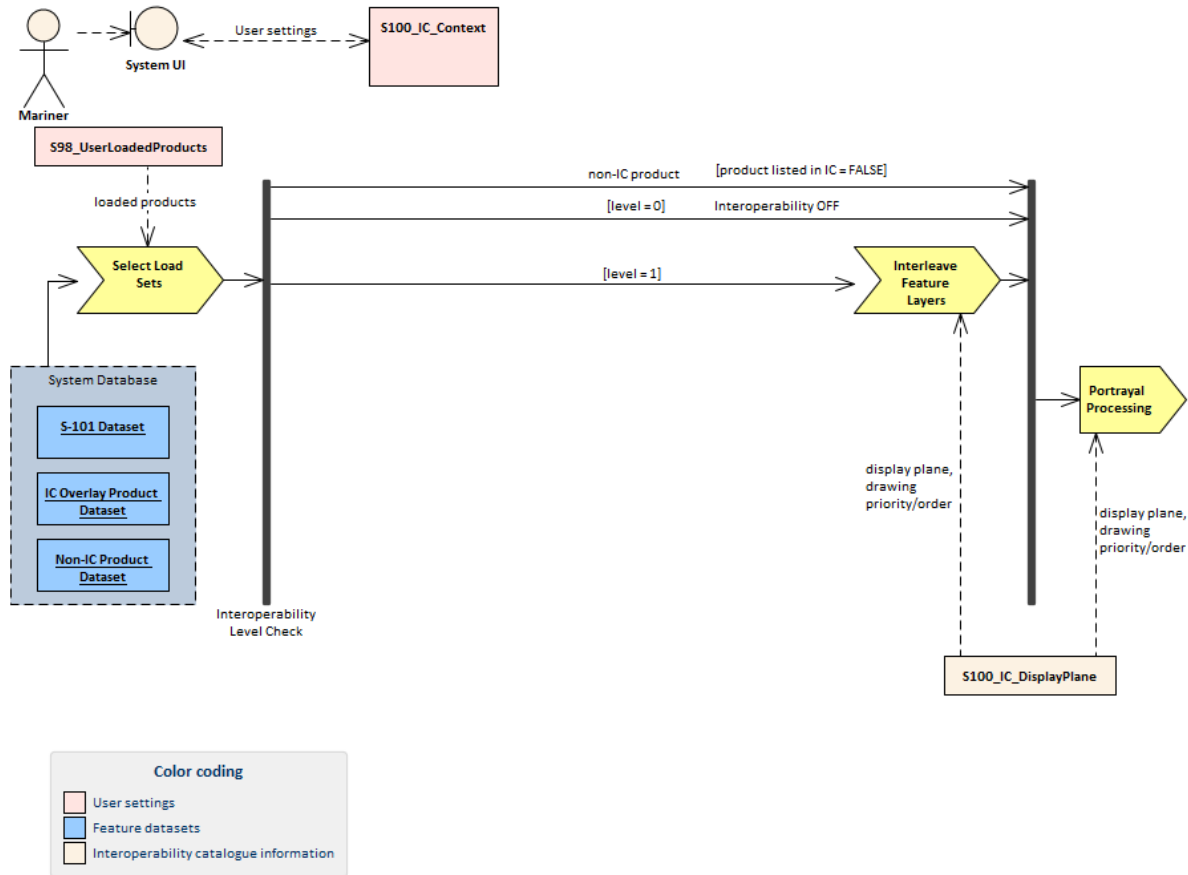 User settings
S100_IC_Context
System UI
Mariner
S98_UserLoadedProducts
loaded products
non-IC product
[product listed in IC = FALSE]
[level = 0]
Interoperability OFF
Select Load
Sets
[level = 1]
Interleave
Feature
Layers
System Database
S-101 Dataset
IC Overlay Product
Dataset
Non-IC Product
Dataset
Portrayal
Processing
display plane,
drawing
priority/order
display plane,
drawing
priority/order
Interoperability
Level Check
S100_IC_DisplayPlane
Color coding
User settings
Feature datasets
Interoperability catalogue information